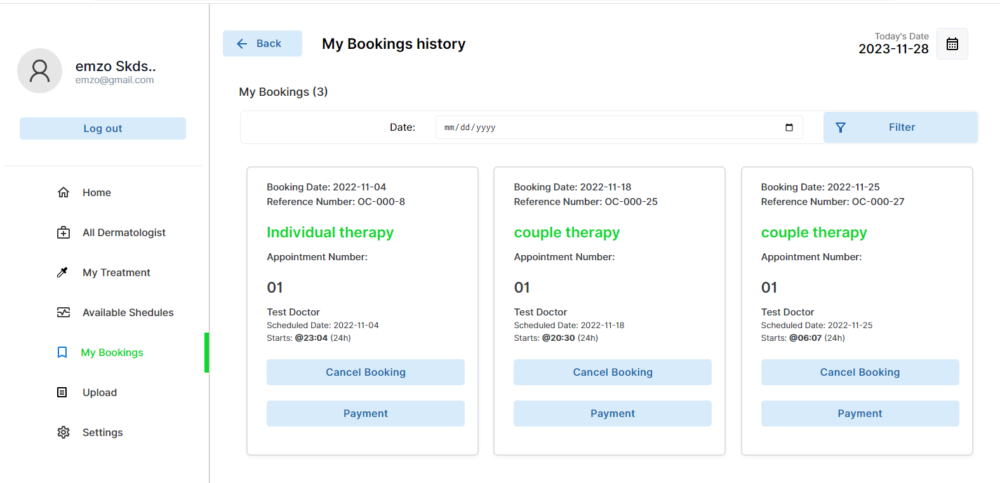 emzo Skds..
emzo@gmail.com
Log out
Home
All Dermatologist
My Treatment
Available Shedules
My Bookings
Upload
Settings
Back
My Bookings history
Today's Date
2023-11-28
My Bookings (3)
Date:
mm/dd/yyyy
Filter
Booking Date: 2022-11-04
Reference Number: OC-000-8
Individual therapy
Appointment Number:
01
Test Doctor
Scheduled Date: 2022-11-04
Starts: @23:04 (24h)
Cancel Booking
Payment
Booking Date: 2022-11-18
Reference Number: OC-000-25
couple therapy
Appointment Number:
01
Test Doctor
Scheduled Date: 2022-11-18
Starts: @20:30 (24h)
Cancel Booking
Payment
Booking Date: 2022-11-25
Reference Number: OC-000-27
couple therapy
Appointment Number:
01
Test Doctor
Scheduled Date: 2022-11-25
Starts: @06:07 (24h)
Cancel Booking
Payment